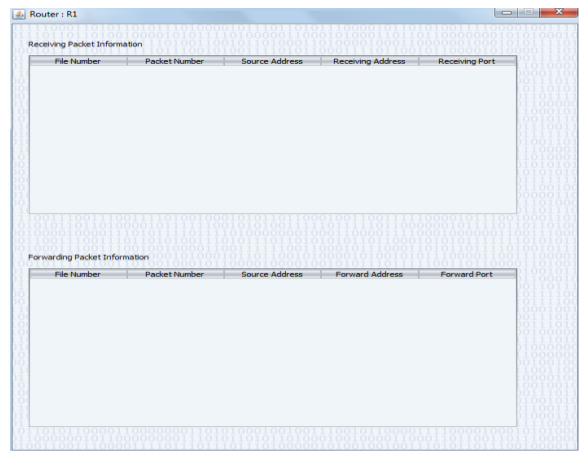 Router : R1
Receiving Packet Information
File Number Packet Number Source Address Receiving Address Receiving Port
Forwarding Packet Information
File Number Packet Number Source Address Forward Address Forward Port